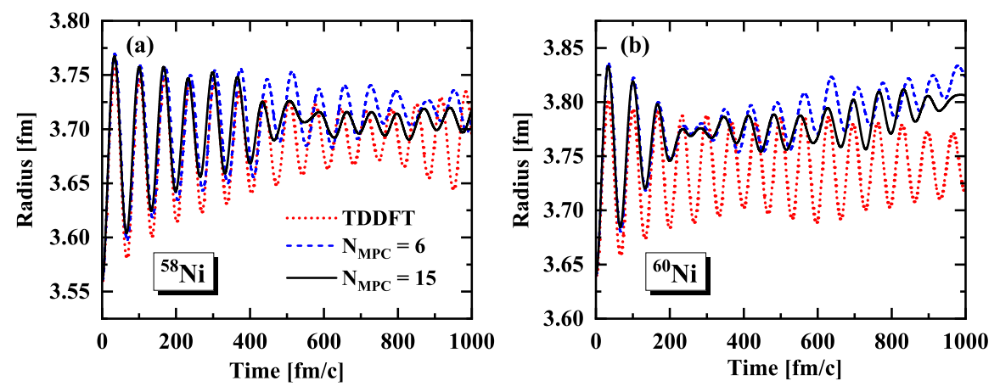 (a)
Radius [fm]
3.80
3.75
3.70
3.65
3.60
3.55
TDDFT
N_MPC = 6
N_MPC = 15
⁵⁸Ni
0 200 400 600 800 1000
Time [fm/c]
(b)
Radius [fm]
3.85
3.80
3.75
3.70
3.65
3.60
⁶⁰Ni
0 200 400 600 800 1000
Time [fm/c]